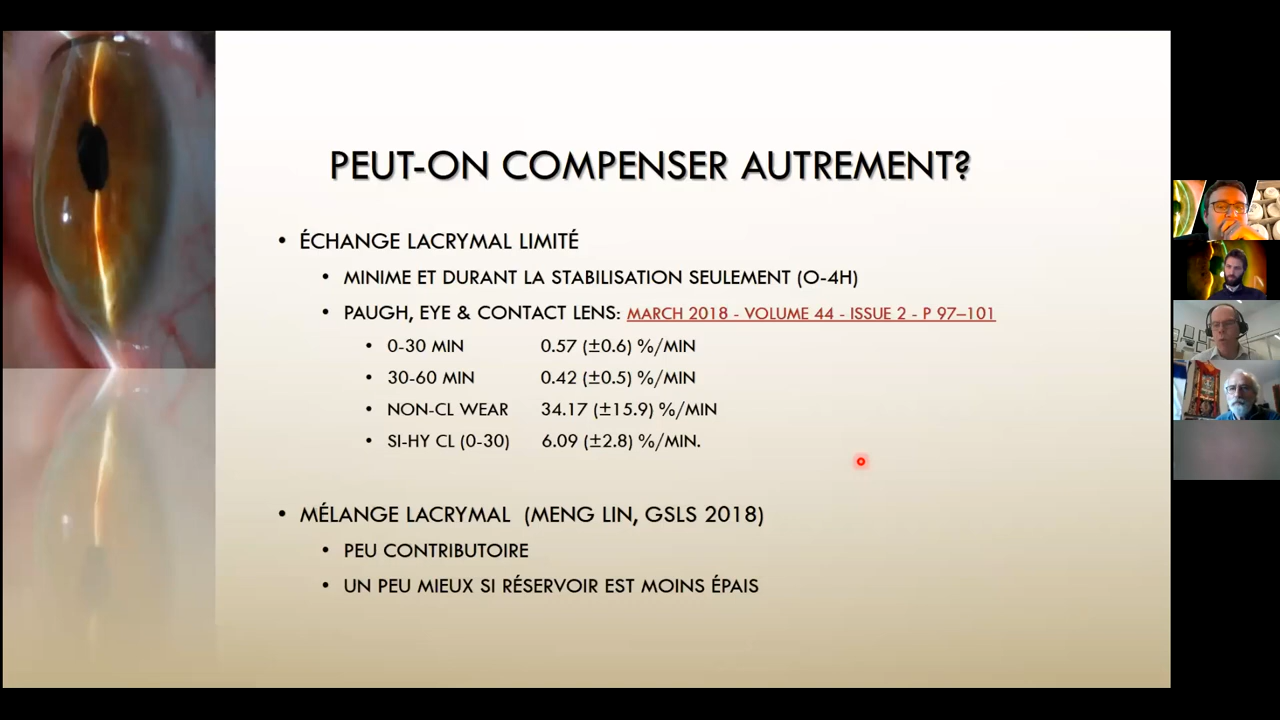 PEUT-ON COMPENSER AUTREMENT?
• ÉCHANGE LACRYMAL LIMITÉ
• MINIME ET DURANT LA STABILISATION SEULEMENT (O-4H)
• PAUGH, EYE & CONTACT LENS: MARCH 2018 - VOLUME 44 - ISSUE 2 - P 97–101
• 0-30 MIN 0.57 (±0.6) %/MIN
• 30-60 MIN 0.42 (±0.5) %/MIN
• NON-CL WEAR 34.17 (±15.9) %/MIN
• SI-HY CL (0-30) 6.09 (±2.8) %/MIN.
• MÉLANGE LACRYMAL (MENG LIN, GSLS 2018)
• PEU CONTRIBUTOIRE
• UN PEU MIEUX SI RÉSERVOIR EST MOINS ÉPAIS